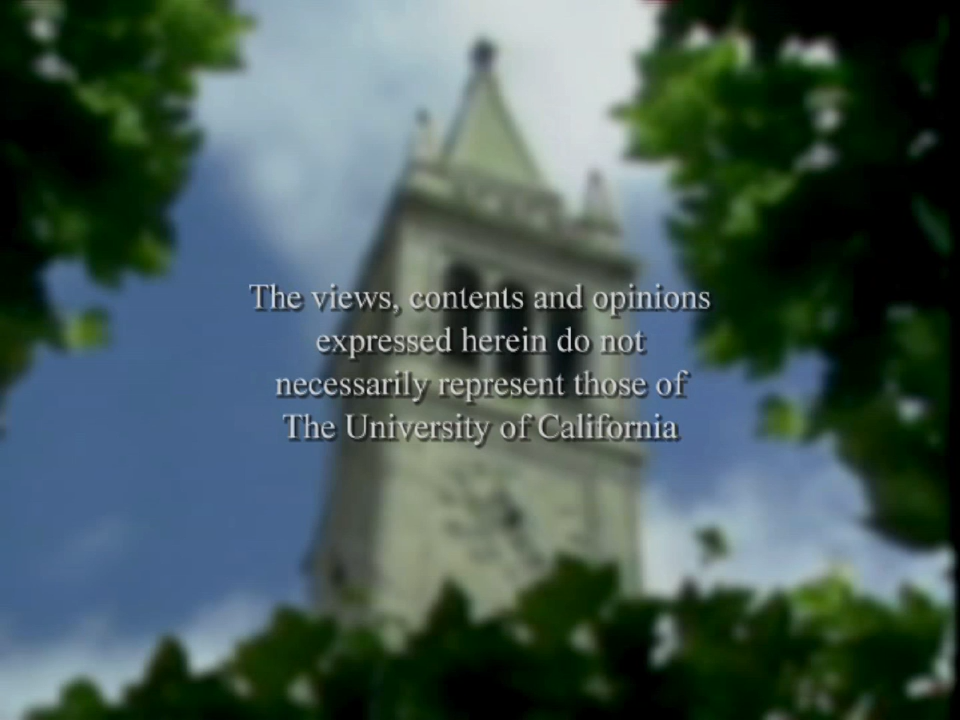 The views, contents and opinions
expressed herein do not
necessarily represent those of
The University of California